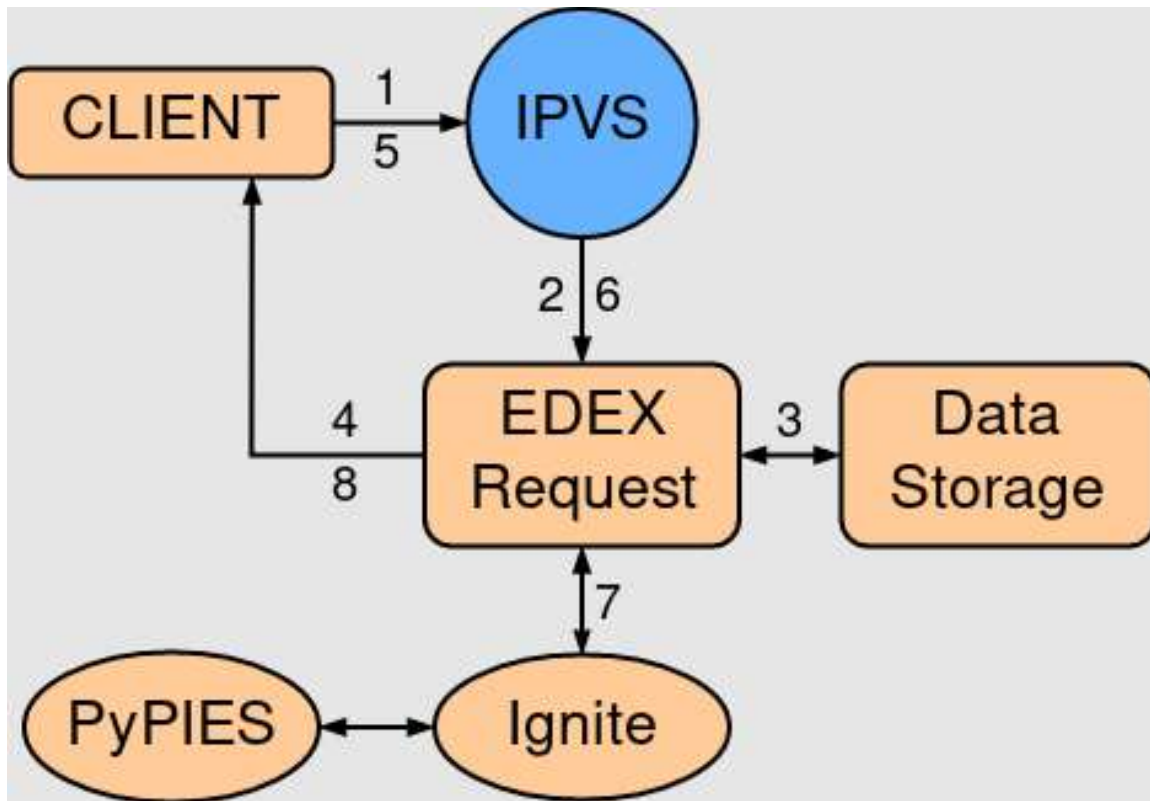 CLIENT
1
5
IPVS
2 6
EDEX
Request
3
Data
Storage
4
8
7
PyPIES
Ignite